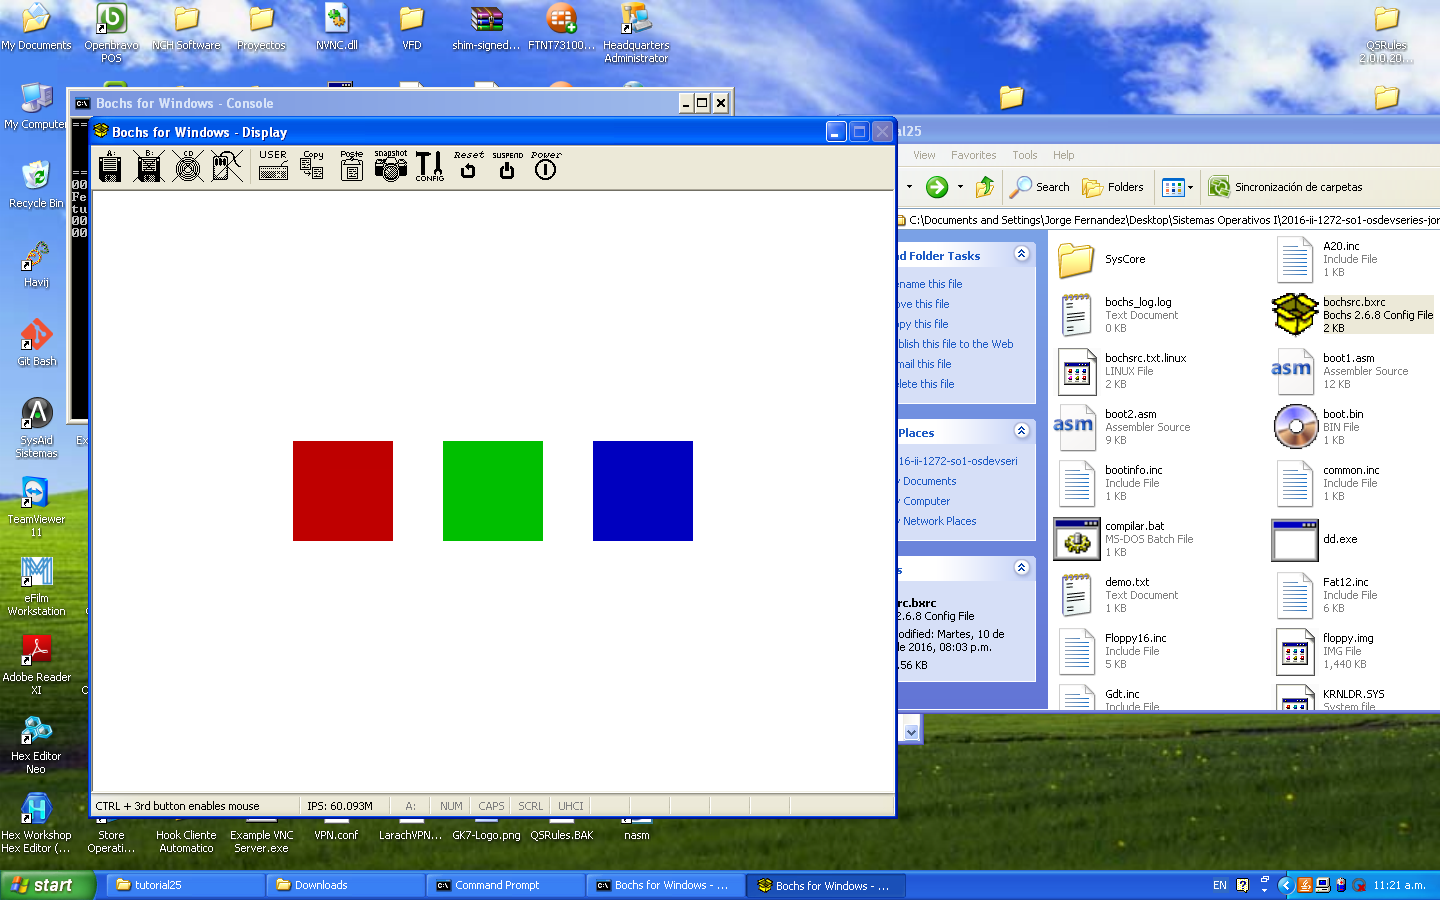 My Documents
Openbravo
POS
NCH Software
Proyectos
NVNC.dll
VFD
shim-signed...
FTNT73100...
Headquarters
Administrator
QSRules
2.0.0.20...
My Computer
Recycle Bin
Havij
Git Bash
SysAid
Sistemas
TeamViewer
11
eFilm
Workstation
Adobe Reader
XI
Hex Editor
Neo
Hex Workshop
Hex Editor (...
Store
Operati...
Hook Cliente
Automatico
Example VNC
Server.exe
VPN.conf
LarachVPN...
GK7-Logo.png
QSRules.BAK
nasm
Bochs for Windows - Console
==
==
00
Fe
tu
00
00
Ex
Bochs for Windows - Display
A:
B:
CD
USER
Copy
Paste
snapshot
CONFIG
Reset
SUSPEND
Power
CTRL + 3rd button enables mouse
IPS: 60.093M
A:
NUM
CAPS
SCRL
UHCI
ial25
View
Favorites
Tools
Help
Search
Folders
Sincronización de carpetas
C:\Documents and Settings\Jorge Fernandez\Desktop\Sistemas Operativos I\2016-ii-1272-so1-osdevseries-jor
nd Folder Tasks
ename this file
ove this file
py this file
blish this file to the Web
mail this file
elete this file
Places
16-ii-1272-so1-osdevseri
y Documents
y Computer
y Network Places
s
rc.bxrc
2.6.8 Config File
odified: Martes, 10 de
de 2016, 08:03 p.m.
.56 KB
SysCore
A20.inc
Include File
1 KB
bochs_log.log
Text Document
0 KB
bochsrc.bxrc
Bochs 2.6.8 Config File
2 KB
bochsrc.txt.linux
LINUX File
2 KB
boot1.asm
Assembler Source
12 KB
boot2.asm
Assembler Source
9 KB
boot.bin
BIN File
1 KB
bootinfo.inc
Include File
1 KB
common.inc
Include File
1 KB
compilar.bat
MS-DOS Batch File
1 KB
dd.exe
demo.txt
Text Document
1 KB
Fat12.inc
Include File
6 KB
Floppy16.inc
Include File
5 KB
floppy.img
IMG File
1,440 KB
Gdt.inc
Include File
KRNLDR.SYS
System file
start
tutorial25
Downloads
Command Prompt
Bochs for Windows - ...
Bochs for Windows - ...
EN
11:21 a.m.